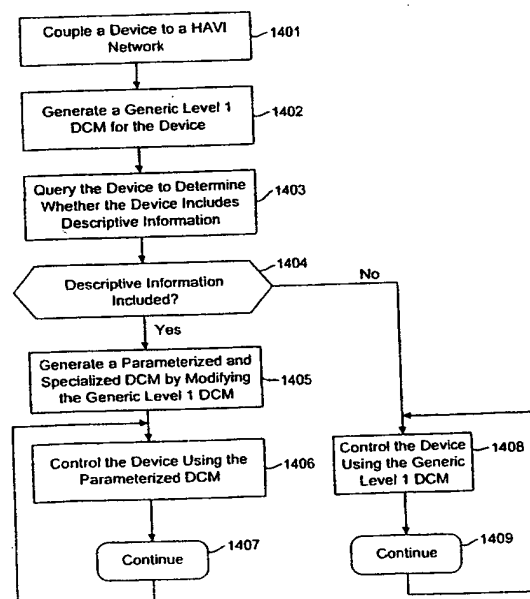 Couple a Device to a HAVI
Network
1401
Generate a Generic Level 1
DCM for the Device
1402
Query the Device to Determine
Whether the Device Includes
Descriptive Information
1403
1404
Descriptive Information
Included?
No
Yes
Generate a Parameterized and
Specialized DCM by Modifying
the Generic Level 1 DCM
1405
Control the Device Using the
Parameterized DCM
1406
Control the Device
Using the Generic
Level 1 DCM
1408
Continue
1407
Continue
1409